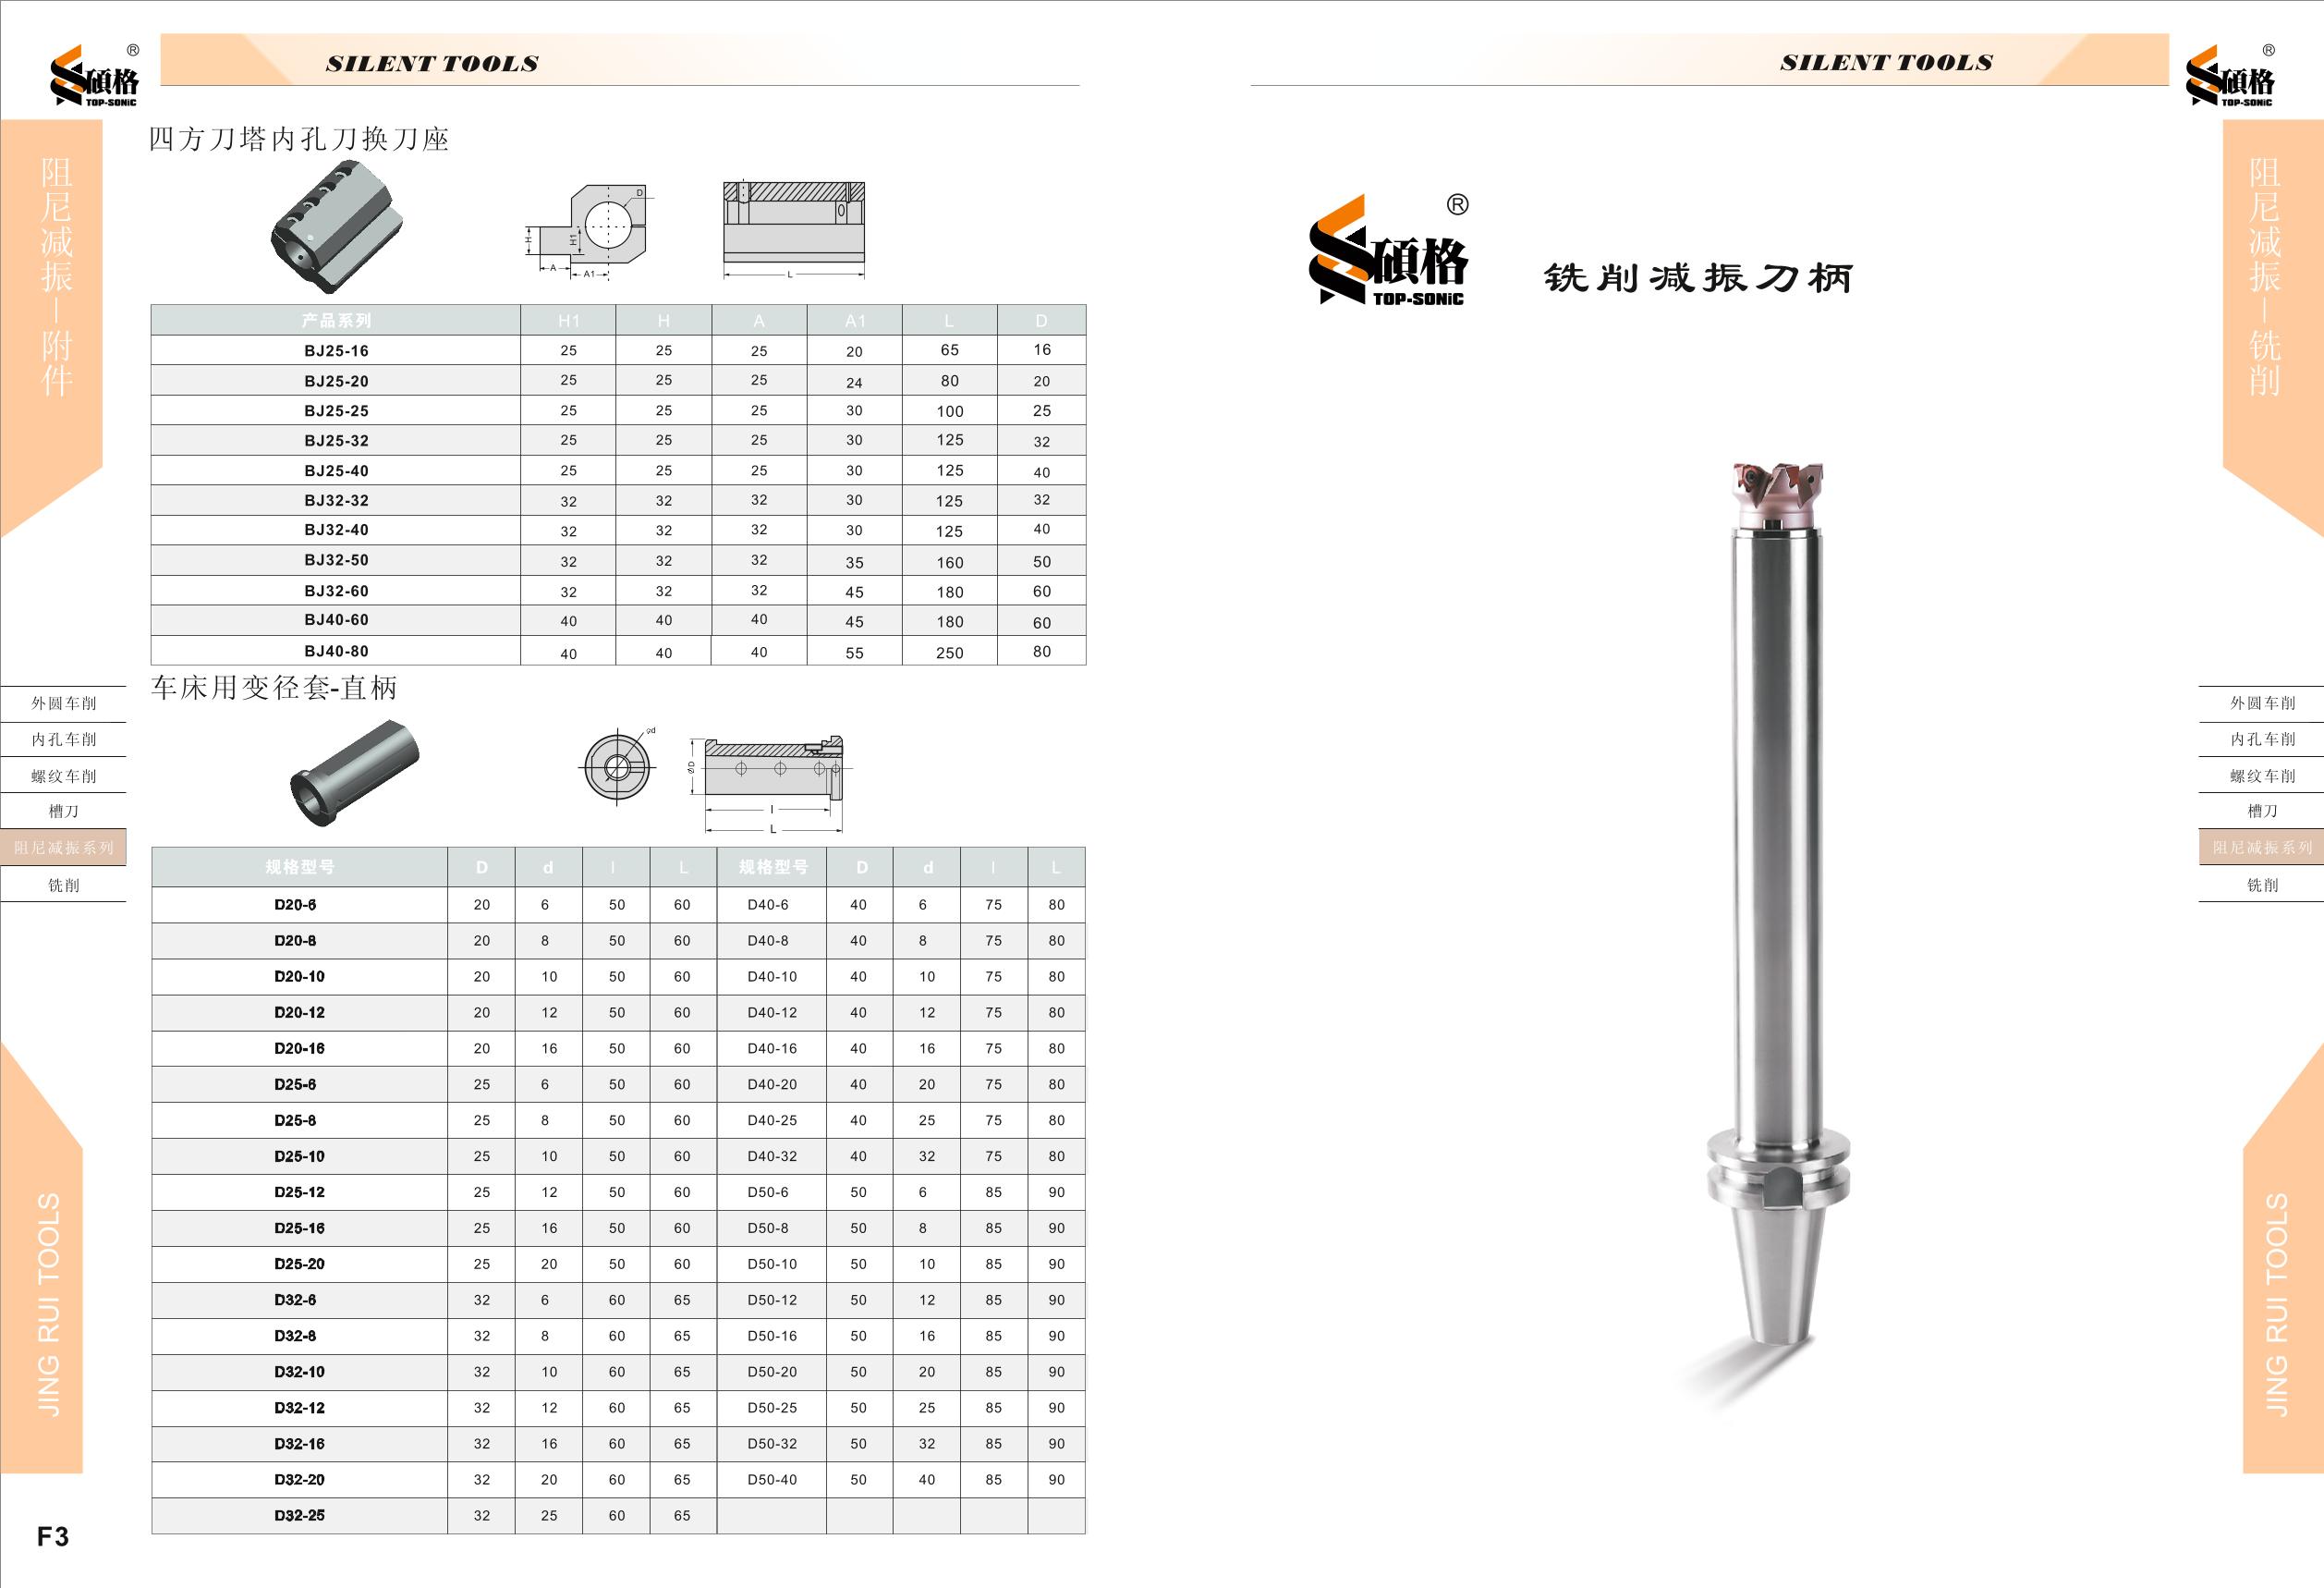 碩格
®
TOP-SONiC
SILENT TOOLS
阻尼减振—附件
四方刀塔内孔刀换刀座
D
H
H1
A
A1
L
产品系列 H1 H A A1 L D
BJ25-16 25 25 25 20 65 16
BJ25-20 25 25 25 24 80 20
BJ25-25 25 25 25 30 100 25
BJ25-32 25 25 25 30 125 32
BJ25-40 25 25 25 30 125 40
BJ32-32 32 32 32 30 125 32
BJ32-40 32 32 32 30 125 40
BJ32-50 32 32 32 35 160 50
BJ32-60 32 32 32 45 180 60
BJ40-60 40 40 40 45 180 60
BJ40-80 40 40 40 55 250 80
车床用变径套-直柄
φd
ØD
l
L
规格型号 D d l L 规格型号 D d l L
D20-6 20 6 50 60 D40-6 40 6 75 80
D20-8 20 8 50 60 D40-8 40 8 75 80
D20-10 20 10 50 60 D40-10 40 10 75 80
D20-12 20 12 50 60 D40-12 40 12 75 80
D20-16 20 16 50 60 D40-16 40 16 75 80
D25-6 25 6 50 60 D40-20 40 20 75 80
D25-8 25 8 50 60 D40-25 40 25 75 80
D25-10 25 10 50 60 D40-32 40 32 75 80
D25-12 25 12 50 60 D50-6 50 6 85 90
D25-16 25 16 50 60 D50-8 50 8 85 90
D25-20 25 20 50 60 D50-10 50 10 85 90
D32-6 32 6 60 65 D50-12 50 12 85 90
D32-8 32 8 60 65 D50-16 50 16 85 90
D32-10 32 10 60 65 D50-20 50 20 85 90
D32-12 32 12 60 65 D50-25 50 25 85 90
D32-16 32 16 60 65 D50-32 50 32 85 90
D32-20 32 20 60 65 D50-40 50 40 85 90
D32-25 32 25 60 65
外圆车削
内孔车削
螺纹车削
槽刀
阻尼减振系列
铣削
JING RUI TOOLS
F3
SILENT TOOLS
碩格
®
TOP-SONiC
阻尼减振—铣削
碩格
®
TOP-SONiC
铣削减振刀柄
外圆车削
内孔车削
螺纹车削
槽刀
阻尼减振系列
铣削
JING RUI TOOLS